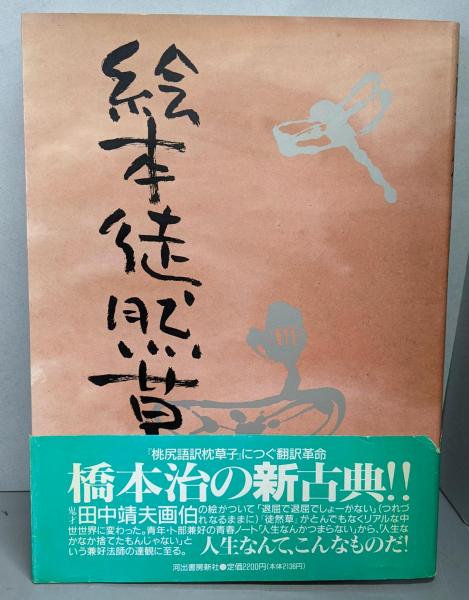 絵本徒然草
『桃尻語訳枕草子』につぐ翻訳革命
橋本治の新古典!!
鬼才田中靖夫画伯の絵がついて「退屈で退屈でしょーがない」(つれづれなるままに)『徒然草』がとんでもなくリアルな中世世界に変わった。青年・卜部兼好の青春ノート「人生なんかつまらない」から、「人生なかなか捨てたもんじゃない」という兼好法師の達観に至る。
人生なんて、こんなものだ!
河出書房新社●定価2200円(本体2136円)